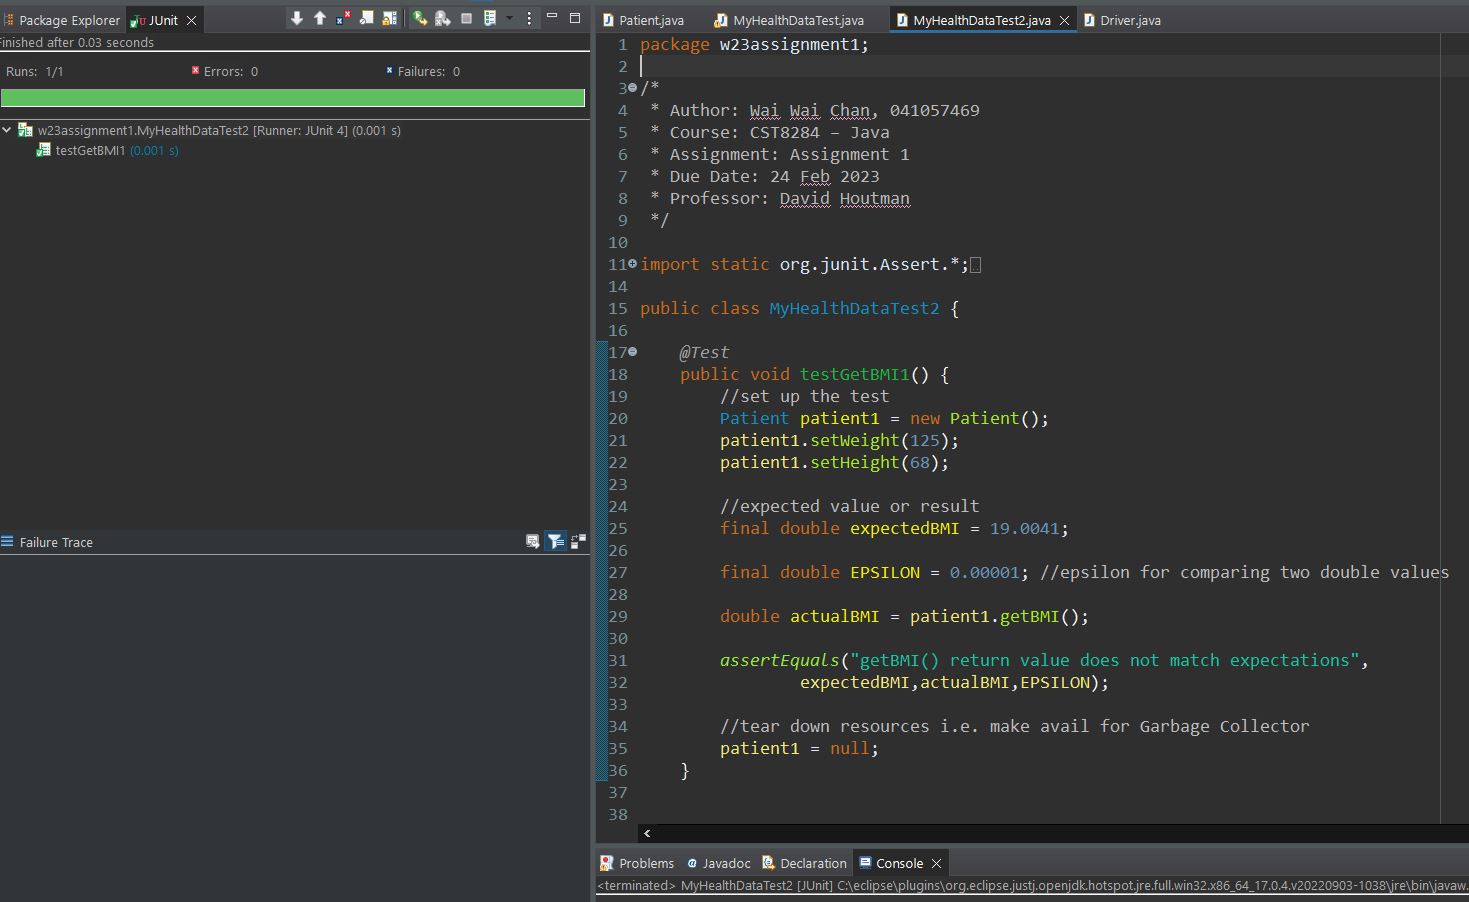 Package Explorer
JUnit
Finished after 0.03 seconds
Runs: 1/1
Errors: 0
Failures: 0
w23assignment1.MyHealthDataTest2 [Runner: JUnit 4] (0.001 s)
testGetBMI1 (0.001 s)
Failure Trace
Patient.java
MyHealthDataTest.java
MyHealthDataTest2.java
Driver.java
1 package w23assignment1;
2
3 /*
4 * Author: Wai Wai Chan, 041057469
5 * Course: CST8284 – Java
6 * Assignment: Assignment 1
7 * Due Date: 24 Feb 2023
8 * Professor: David Houtman
9 */
10
11 import static org.junit.Assert.*;
14
15 public class MyHealthDataTest2 {
16
17 @Test
18 public void testGetBMI1() {
19 //set up the test
20 Patient patient1 = new Patient();
21 patient1.setWeight(125);
22 patient1.setHeight(68);
23
24 //expected value or result
25 final double expectedBMI = 19.0041;
26
27 final double EPSILON = 0.00001; //epsilon for comparing two double values
28
29 double actualBMI = patient1.getBMI();
30
31 assertEquals("getBMI() return value does not match expectations",
32 expectedBMI,actualBMI,EPSILON);
33
34 //tear down resources i.e. make avail for Garbage Collector
35 patient1 = null;
36 }
37
38
Problems
Javadoc
Declaration
Console
<terminated> MyHealthDataTest2 [JUnit] C:\eclipse\plugins\org.eclipse.justj.openjdk.hotspot.jre.full.win32.x86_64_17.0.4.v20220903-1038\jre\bin\javaw.